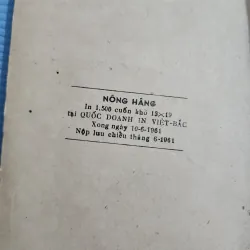 NÔNG HẰNG
In 1.500 cuốn khổ 13×19
tại QUỐC DOANH IN VIỆT-BẮC
Xong ngày 10-6-1961
Nộp lưu chiểu tháng 6-1961